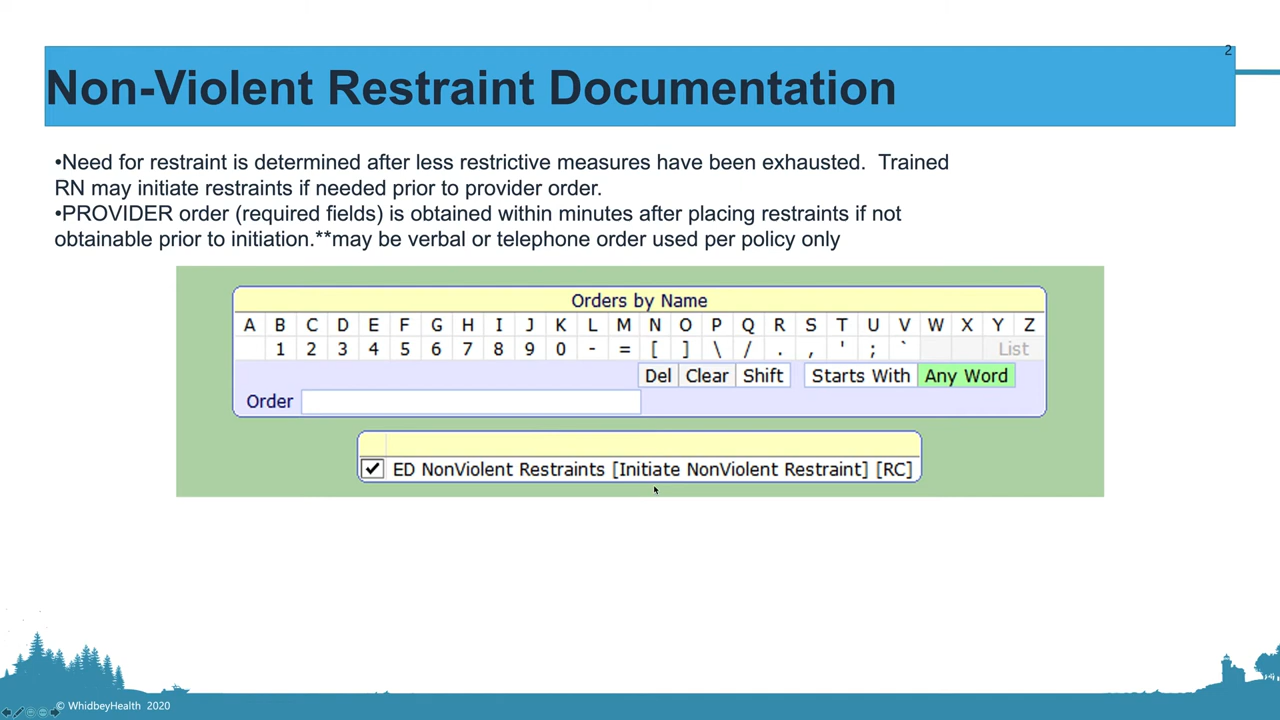 2
Non-Violent Restraint Documentation
•Need for restraint is determined after less restrictive measures have been exhausted.  Trained
RN may initiate restraints if needed prior to provider order.
•PROVIDER order (required fields) is obtained within minutes after placing restraints if not
obtainable prior to initiation.**may be verbal or telephone order used per policy only
Orders by Name
A B C D E F G H I J K L M N O P Q R S T U V W X Y Z
1 2 3 4 5 6 7 8 9 0 - = [ ] \ / . , ' ; ` List
Del Clear Shift Starts With Any Word
Order
ED NonViolent Restraints [Initiate NonViolent Restraint] [RC]
© WhidbeyHealth  2020